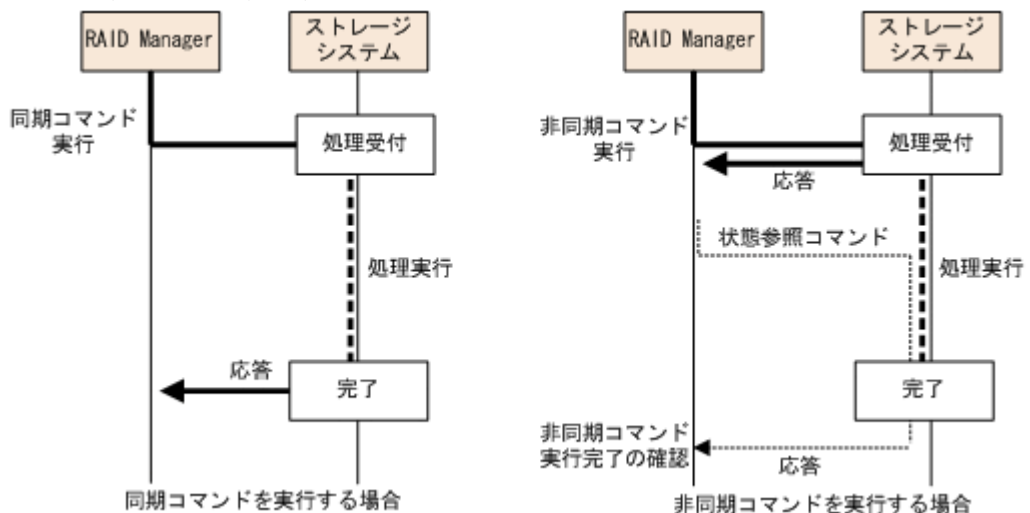 RAID Manager
ストレージ
システム
同期コマンド
実行
処理受付
処理実行
応答
完了
同期コマンドを実行する場合
RAID Manager
ストレージ
システム
非同期コマンド
実行
処理受付
応答
状態参照コマンド
処理実行
完了
非同期コマンド
実行完了の確認
応答
非同期コマンドを実行する場合